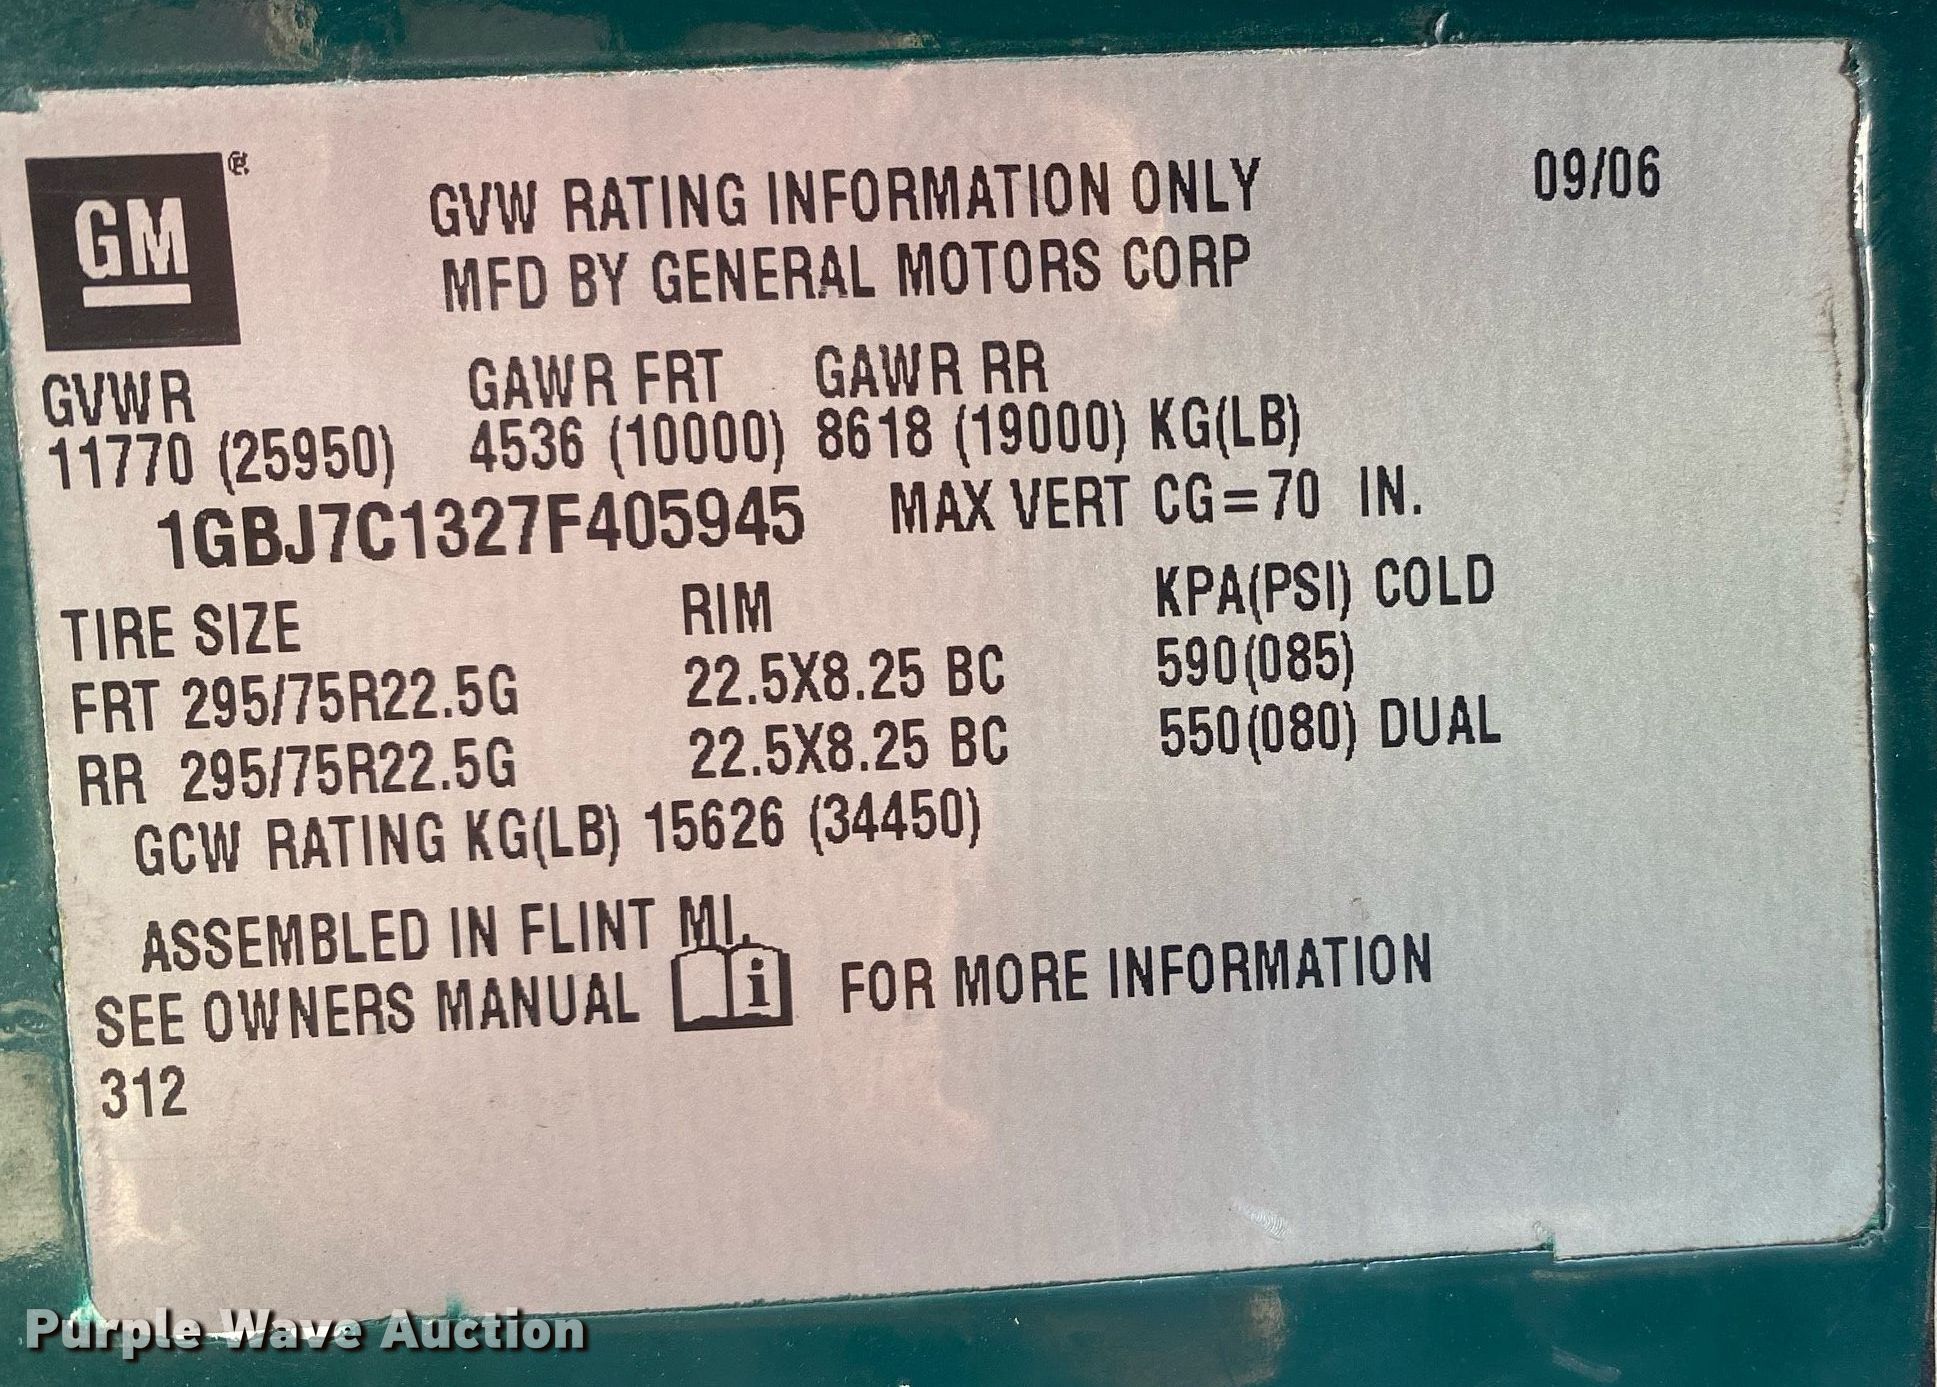 GM ®
GVW RATING INFORMATION ONLY 09/06
MFD BY GENERAL MOTORS CORP
GVWR GAWR FRT GAWR RR
11770 (25950) 4536 (10000) 8618 (19000) KG(LB)
1GBJ7C1327F405945 MAX VERT CG=70 IN.
TIRE SIZE RIM KPA(PSI) COLD
FRT 295/75R22.5G 22.5X8.25 BC 590(085)
RR 295/75R22.5G 22.5X8.25 BC 550(080) DUAL
GCW RATING KG(LB) 15626 (34450)
ASSEMBLED IN FLINT MI.
SEE OWNERS MANUAL i FOR MORE INFORMATION
312
Purple Wave Auction